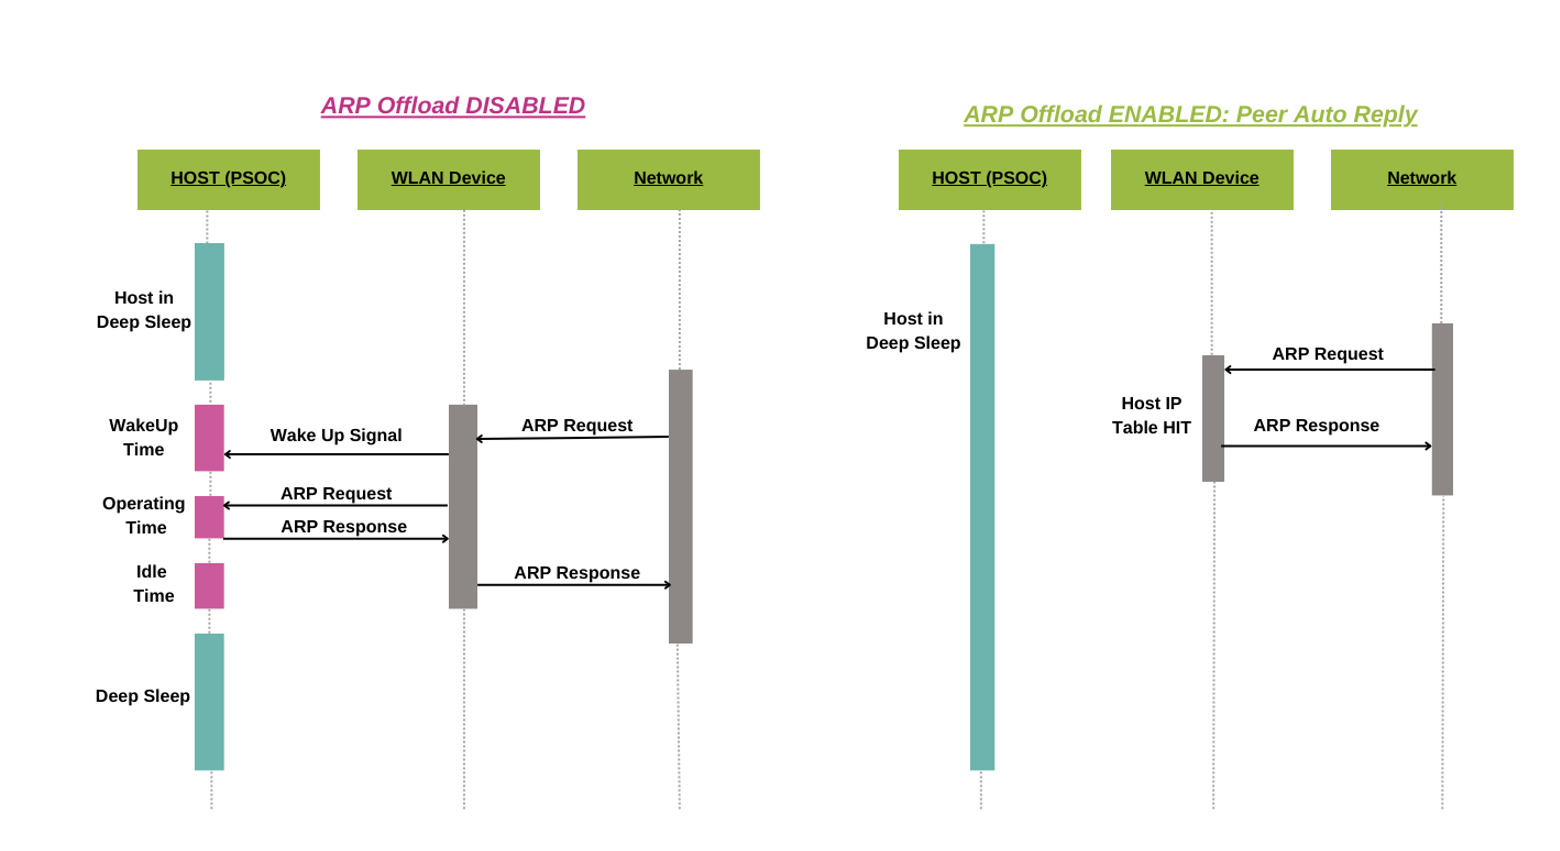 ARP Offload DISABLED
HOST (PSOC)
WLAN Device
Network
Host in
Deep Sleep
WakeUp
Time
Wake Up Signal
ARP Request
Operating
Time
ARP Request
ARP Response
Idle
Time
ARP Response
Deep Sleep
ARP Offload ENABLED: Peer Auto Reply
HOST (PSOC)
WLAN Device
Network
Host in
Deep Sleep
ARP Request
Host IP
Table HIT
ARP Response